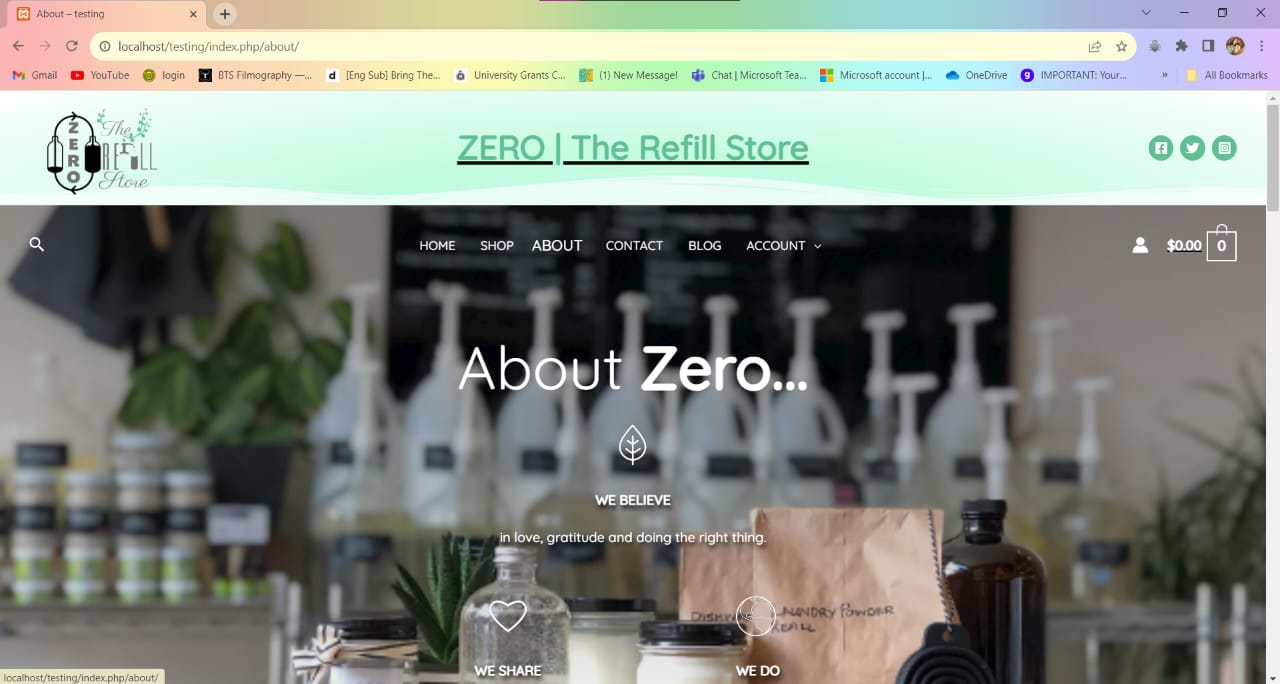 About – testing
localhost/testing/index.php/about/
Gmail
YouTube
login
BTS Filmography —...
[Eng Sub] Bring The...
University Grants C...
(1) New Message!
Chat | Microsoft Tea...
Microsoft account |...
OneDrive
IMPORTANT: Your...
»
All Bookmarks
ZERO
The
REFILL
Store
ZERO | The Refill Store
HOME
SHOP
ABOUT
CONTACT
BLOG
ACCOUNT
$0.00
0
About Zero...
WE BELIEVE
in love, gratitude and doing the right thing.
LAUNDRY POWDER
REFILL
WE SHARE
WE DO
localhost/testing/index.php/about/